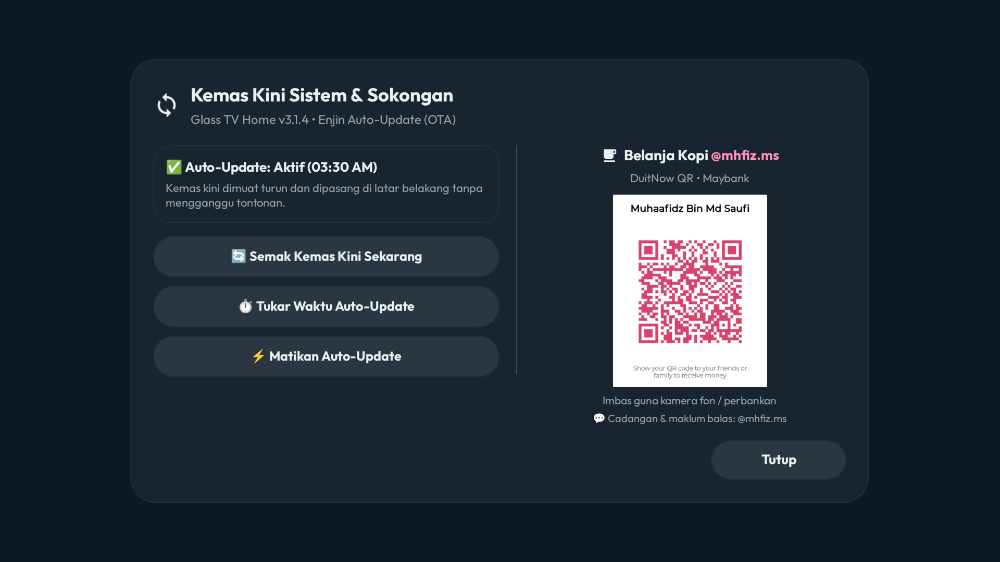 Kemas Kini Sistem & Sokongan
Glass TV Home v3.1.4 • Enjin Auto-Update (OTA)
✅ Auto-Update: Aktif (03:30 AM)
Kemas kini dimuat turun dan dipasang di latar belakang tanpa
mengganggu tontonan.
🔄 Semak Kemas Kini Sekarang
⏱️ Tukar Waktu Auto-Update
⚡ Matikan Auto-Update
Belanja Kopi @mhfiz.ms
DuitNow QR • Maybank
Muhaafidz Bin Md Saufi
Show your QR code to your friends or
family to receive money
Imbas guna kamera fon / perbankan
💬 Cadangan & maklum balas: @mhfiz.ms
Tutup